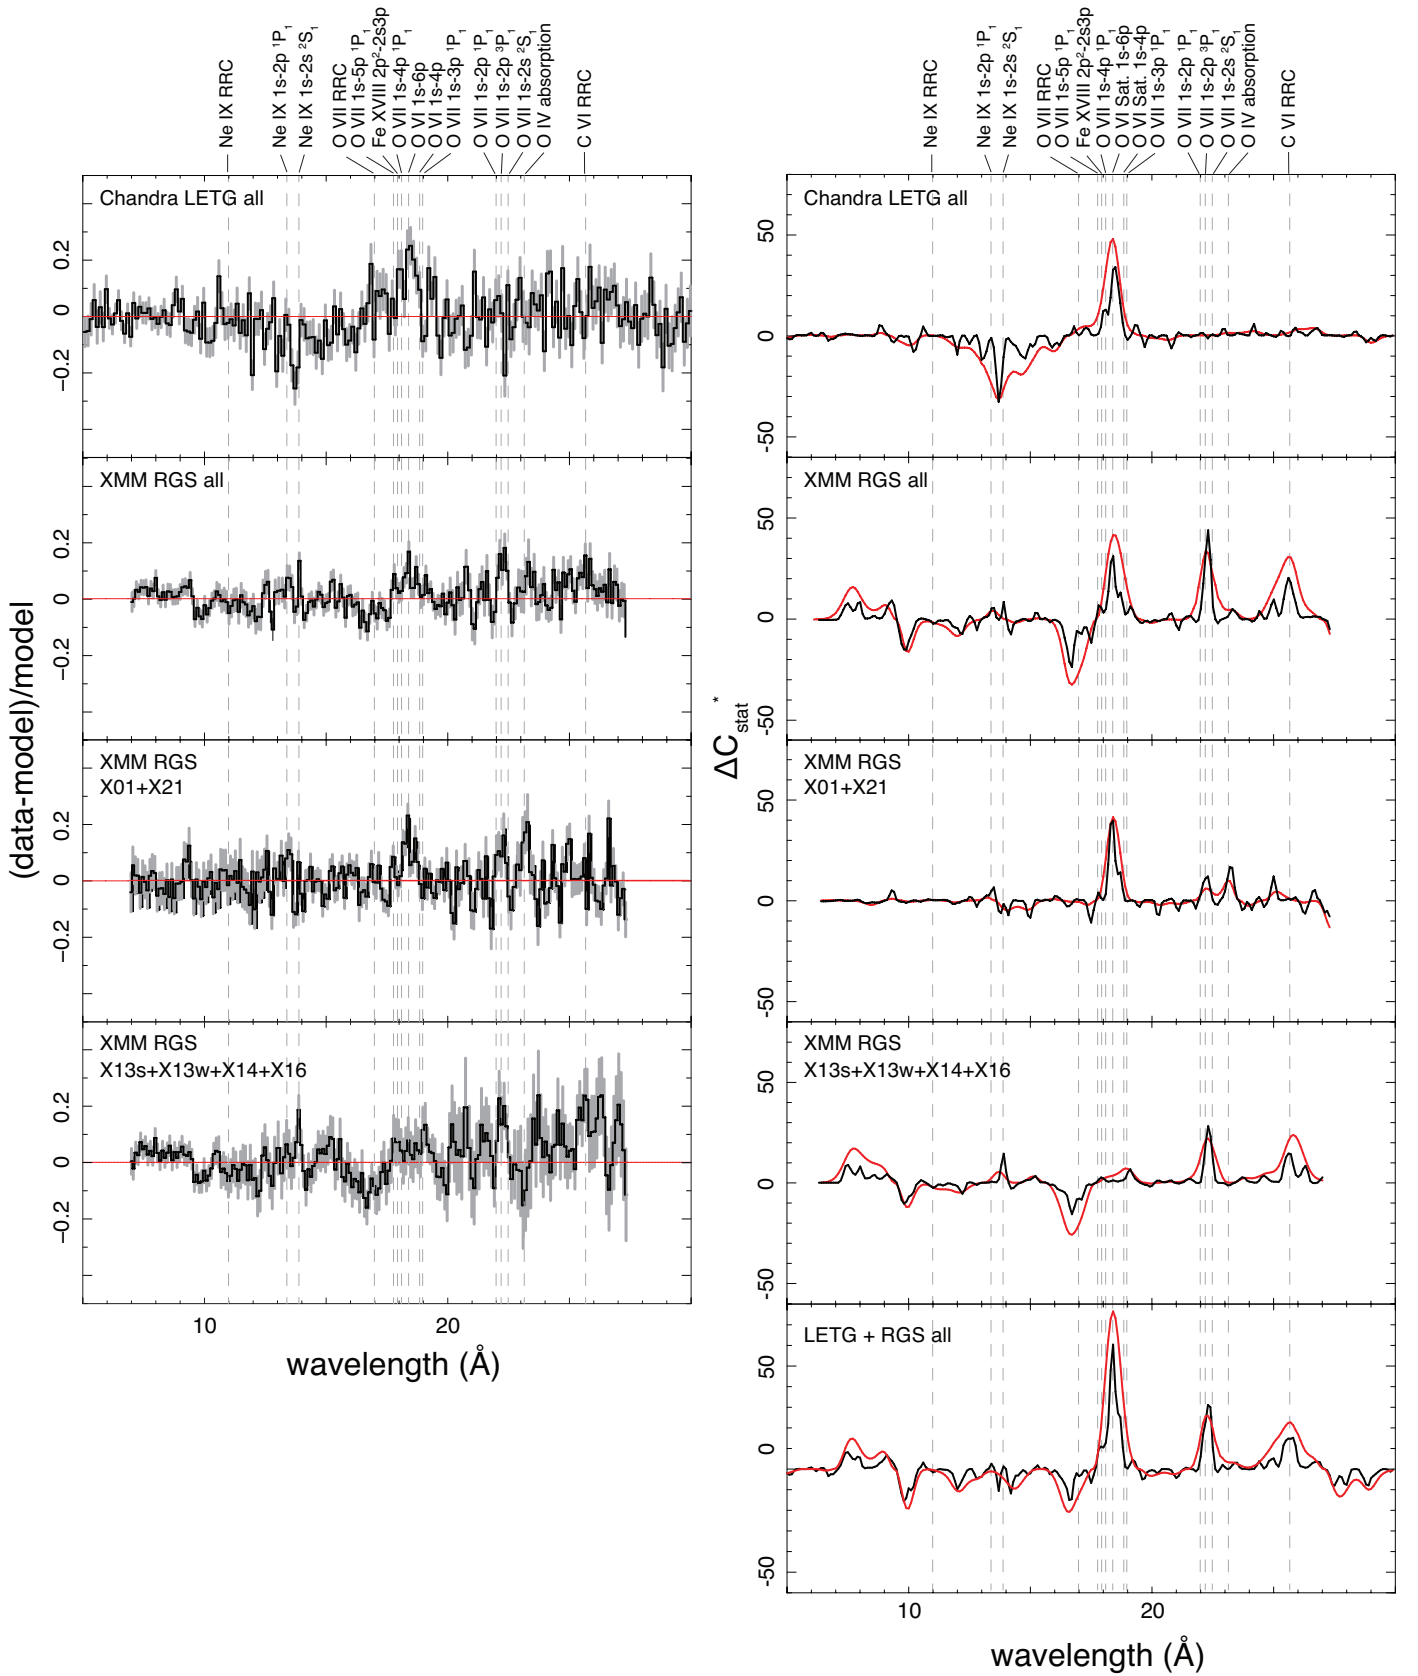 Ne IX RRC
Ne IX 1s-2p ¹P₁
Ne IX 1s-2s ²S₁
O VII RRC
O VII 1s-5p ¹P₁
Fe XVIII 2p²-2s3p
O VII 1s-4p ¹P₁
O VI 1s-6p
O VI 1s-4p
O VII 1s-3p ¹P₁
O VII 1s-2p ¹P₁
O VII 1s-2p ³P₁
O VII 1s-2s ²S₁
O IV absorption
C VI RRC
Chandra LETG all
0.2
0
−0.2
XMM RGS all
0.2
0
−0.2
XMM RGS
X01+X21
0.2
0
−0.2
XMM RGS
X13s+X13w+X14+X16
0.2
0
−0.2
10
20
wavelength (Å)
(data-model)/model
Ne IX RRC
Ne IX 1s-2p ¹P₁
Ne IX 1s-2s ²S₁
O VII RRC
O VII 1s-5p ¹P₁
Fe XVIII 2p²-2s3p
O VII 1s-4p ¹P₁
O VI Sat. 1s-6p
O VI Sat. 1s-4p
O VII 1s-3p ¹P₁
O VII 1s-2p ¹P₁
O VII 1s-2p ³P₁
O VII 1s-2s ²S₁
O IV absorption
C VI RRC
Chandra LETG all
50
0
-50
XMM RGS all
50
0
-50
XMM RGS
X01+X21
50
0
-50
XMM RGS
X13s+X13w+X14+X16
50
0
-50
LETG + RGS all
50
0
-50
10
20
wavelength (Å)
ΔC_stat*